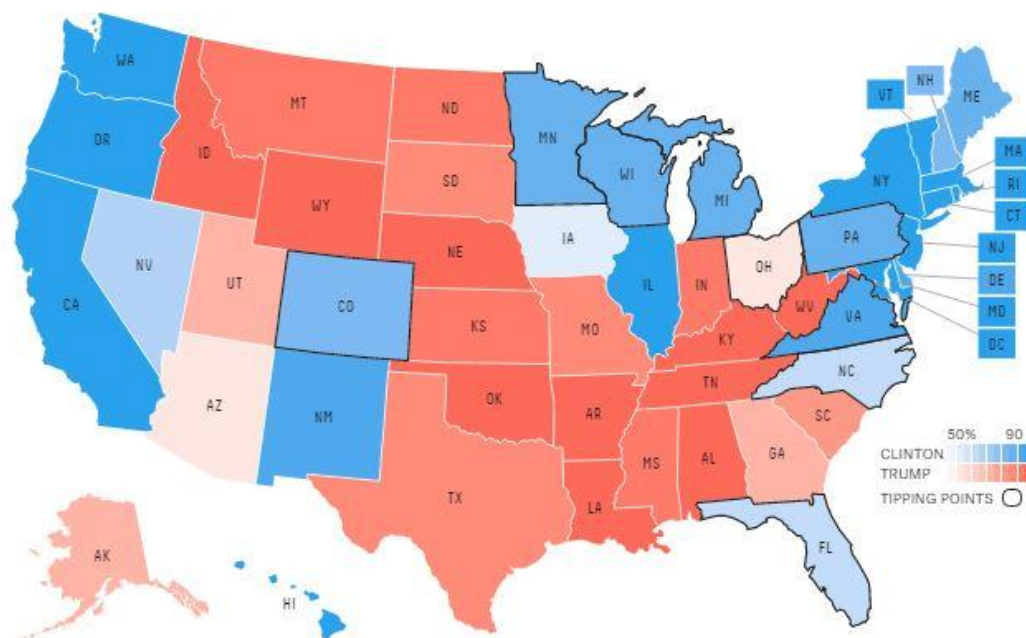 WA
MT
ND
MN
VT
NH
ME
OR
ID
SD
WI
MI
NY
MA
RI
CT
WY
IA
PA
NJ
NV
UT
NE
IL
IN
OH
DE
CA
CO
KS
MO
WV
VA
MD
KY
DC
AZ
NM
OK
AR
TN
NC
SC
MS
AL
GA
TX
LA
FL
AK
HI
50% 90
CLINTON
TRUMP
TIPPING POINTS